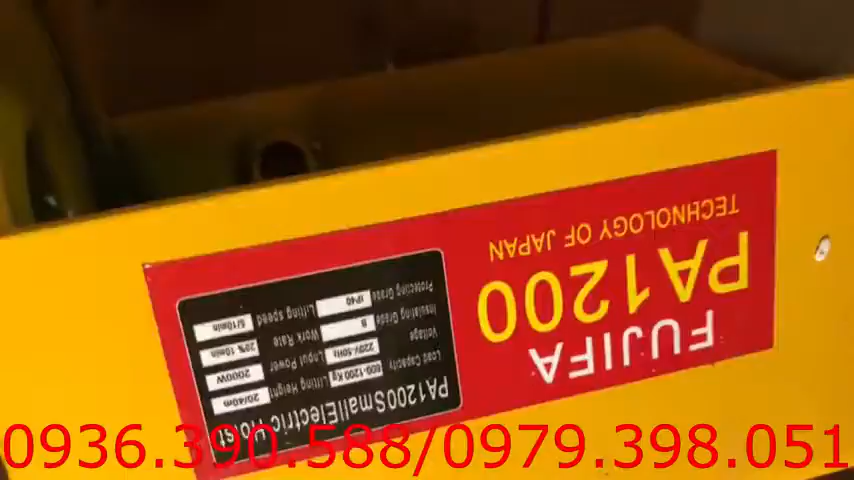 FUJIFA
PA1200
TECHNOLOGY OF JAPAN
PA1200SmallElectric Hoist
Load Capacity 600-1200 Kg Lifting Height 20/40m
Voltage 220V-50Hz Lnput Power 2000W
Insulating Grade B Work Rate 20% 10min
Protecting Grade IP40 Lifting speed 5/10min
0936.390.588/0979.398.051